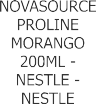 NOVASOURCE
PROLINE
MORANGO
200ML -
NESTLE -
NESTLE